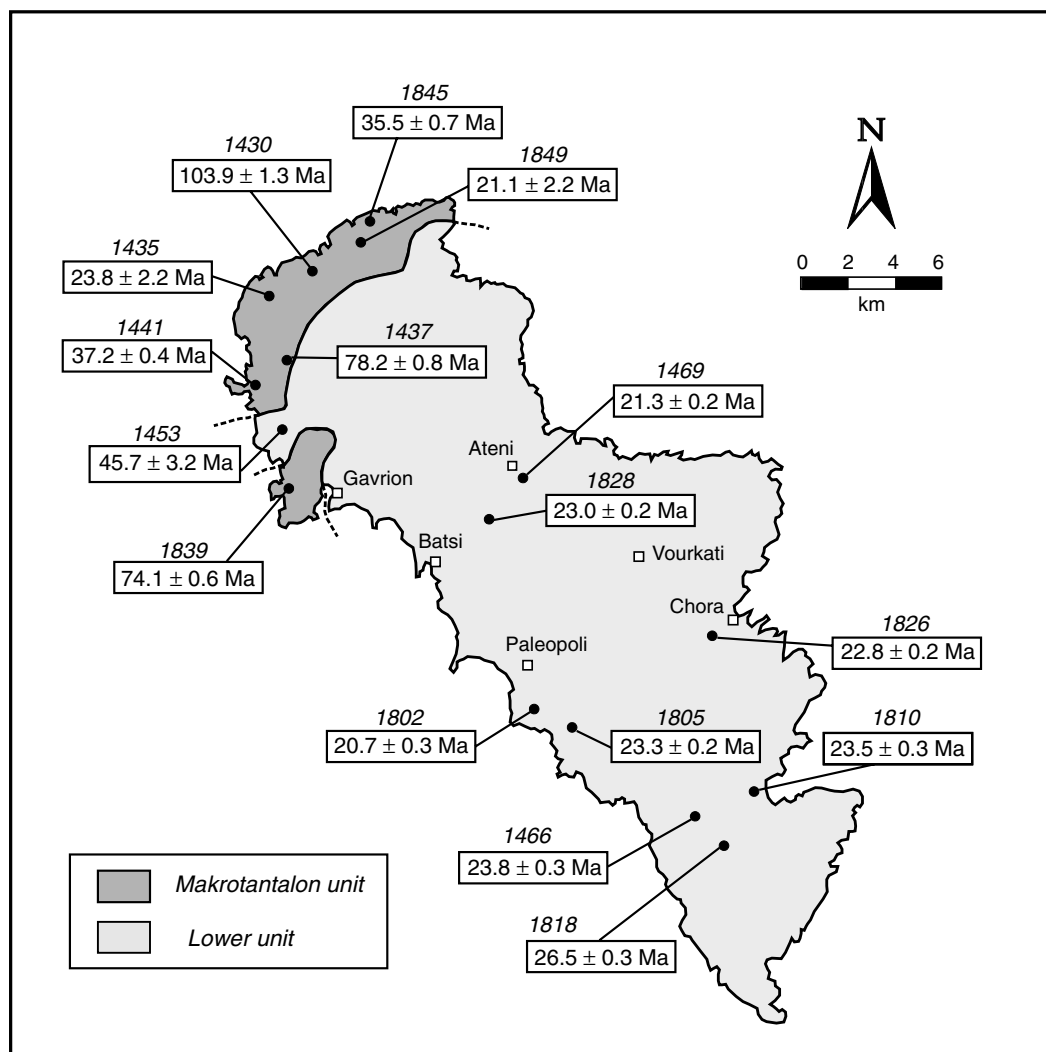 1845
35.5 ± 0.7 Ma
1430
103.9 ± 1.3 Ma
1849
21.1 ± 2.2 Ma
N
1435
23.8 ± 2.2 Ma
0 2 4 6
km
1441
37.2 ± 0.4 Ma
1437
78.2 ± 0.8 Ma
1469
21.3 ± 0.2 Ma
1453
45.7 ± 3.2 Ma
Ateni
Gavrion
1828
23.0 ± 0.2 Ma
1839
74.1 ± 0.6 Ma
Batsi
Vourkati
Chora
1826
22.8 ± 0.2 Ma
Paleopoli
1802
20.7 ± 0.3 Ma
1805
23.3 ± 0.2 Ma
1810
23.5 ± 0.3 Ma
1466
23.8 ± 0.3 Ma
1818
26.5 ± 0.3 Ma
Makrotantalon unit
Lower unit